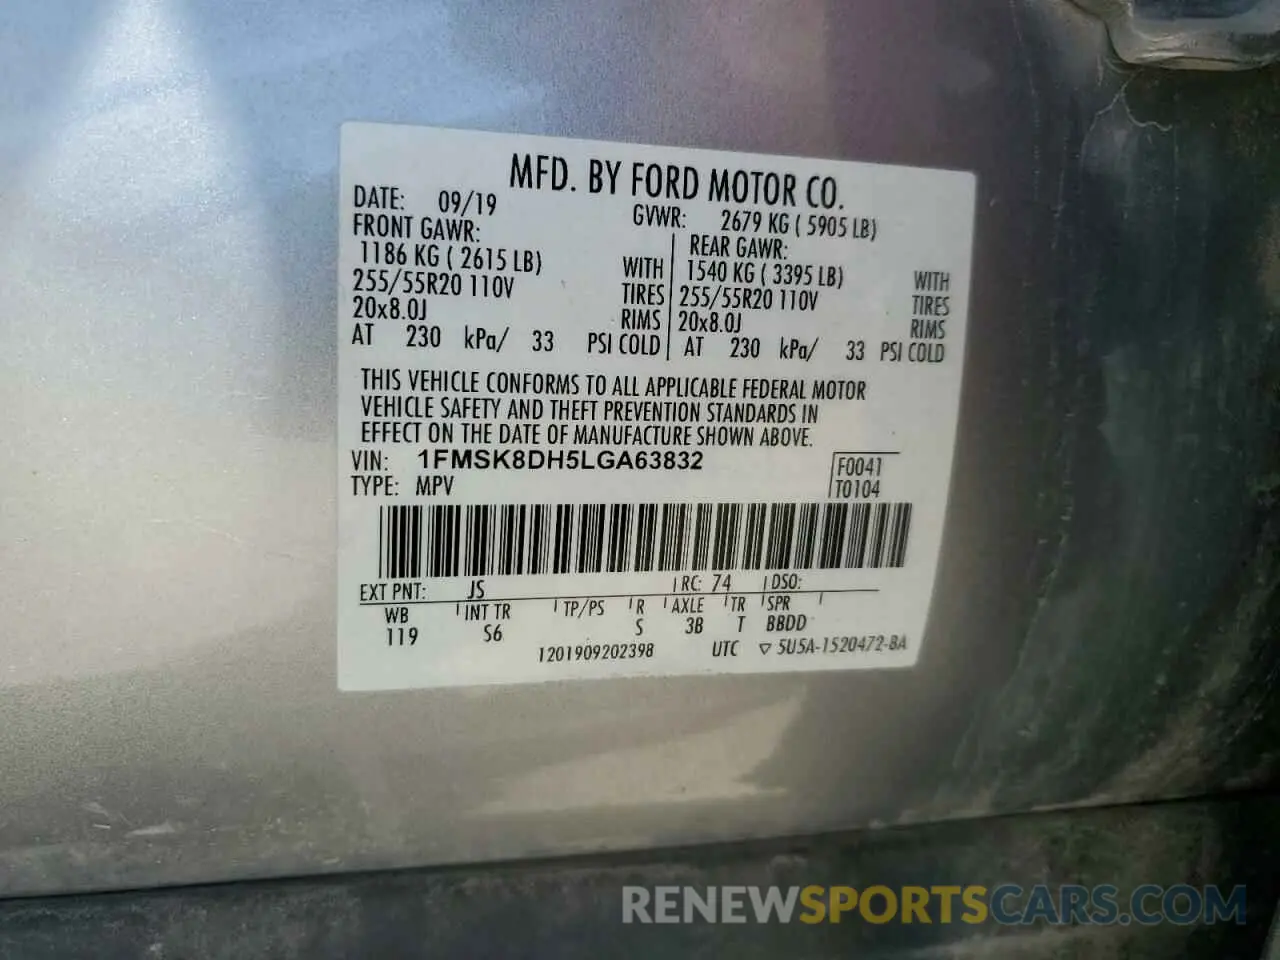 MFD. BY FORD MOTOR CO.
DATE: 09/19 GVWR: 2679 KG ( 5905 LB)
FRONT GAWR: REAR GAWR:
1186 KG ( 2615 LB) WITH 1540 KG ( 3395 LB) WITH
255/55R20 110V TIRES 255/55R20 110V TIRES
20x8.0J RIMS 20x8.0J RIMS
AT 230 kPa/ 33 PSI COLD AT 230 kPa/ 33 PSI COLD
THIS VEHICLE CONFORMS TO ALL APPLICABLE FEDERAL MOTOR
VEHICLE SAFETY AND THEFT PREVENTION STANDARDS IN
EFFECT ON THE DATE OF MANUFACTURE SHOWN ABOVE.
VIN: 1FMSK8DH5LGA63832 F0041
TYPE: MPV T0104
EXT PNT: JS RC: 74 DSO:
WB INT TR TP/PS R AXLE TR SPR
119 S6 S 3B T BBDD
1201909202398 UTC ▽ 5U5A-1520472-BA
RENEWSPORTSCARS.COM